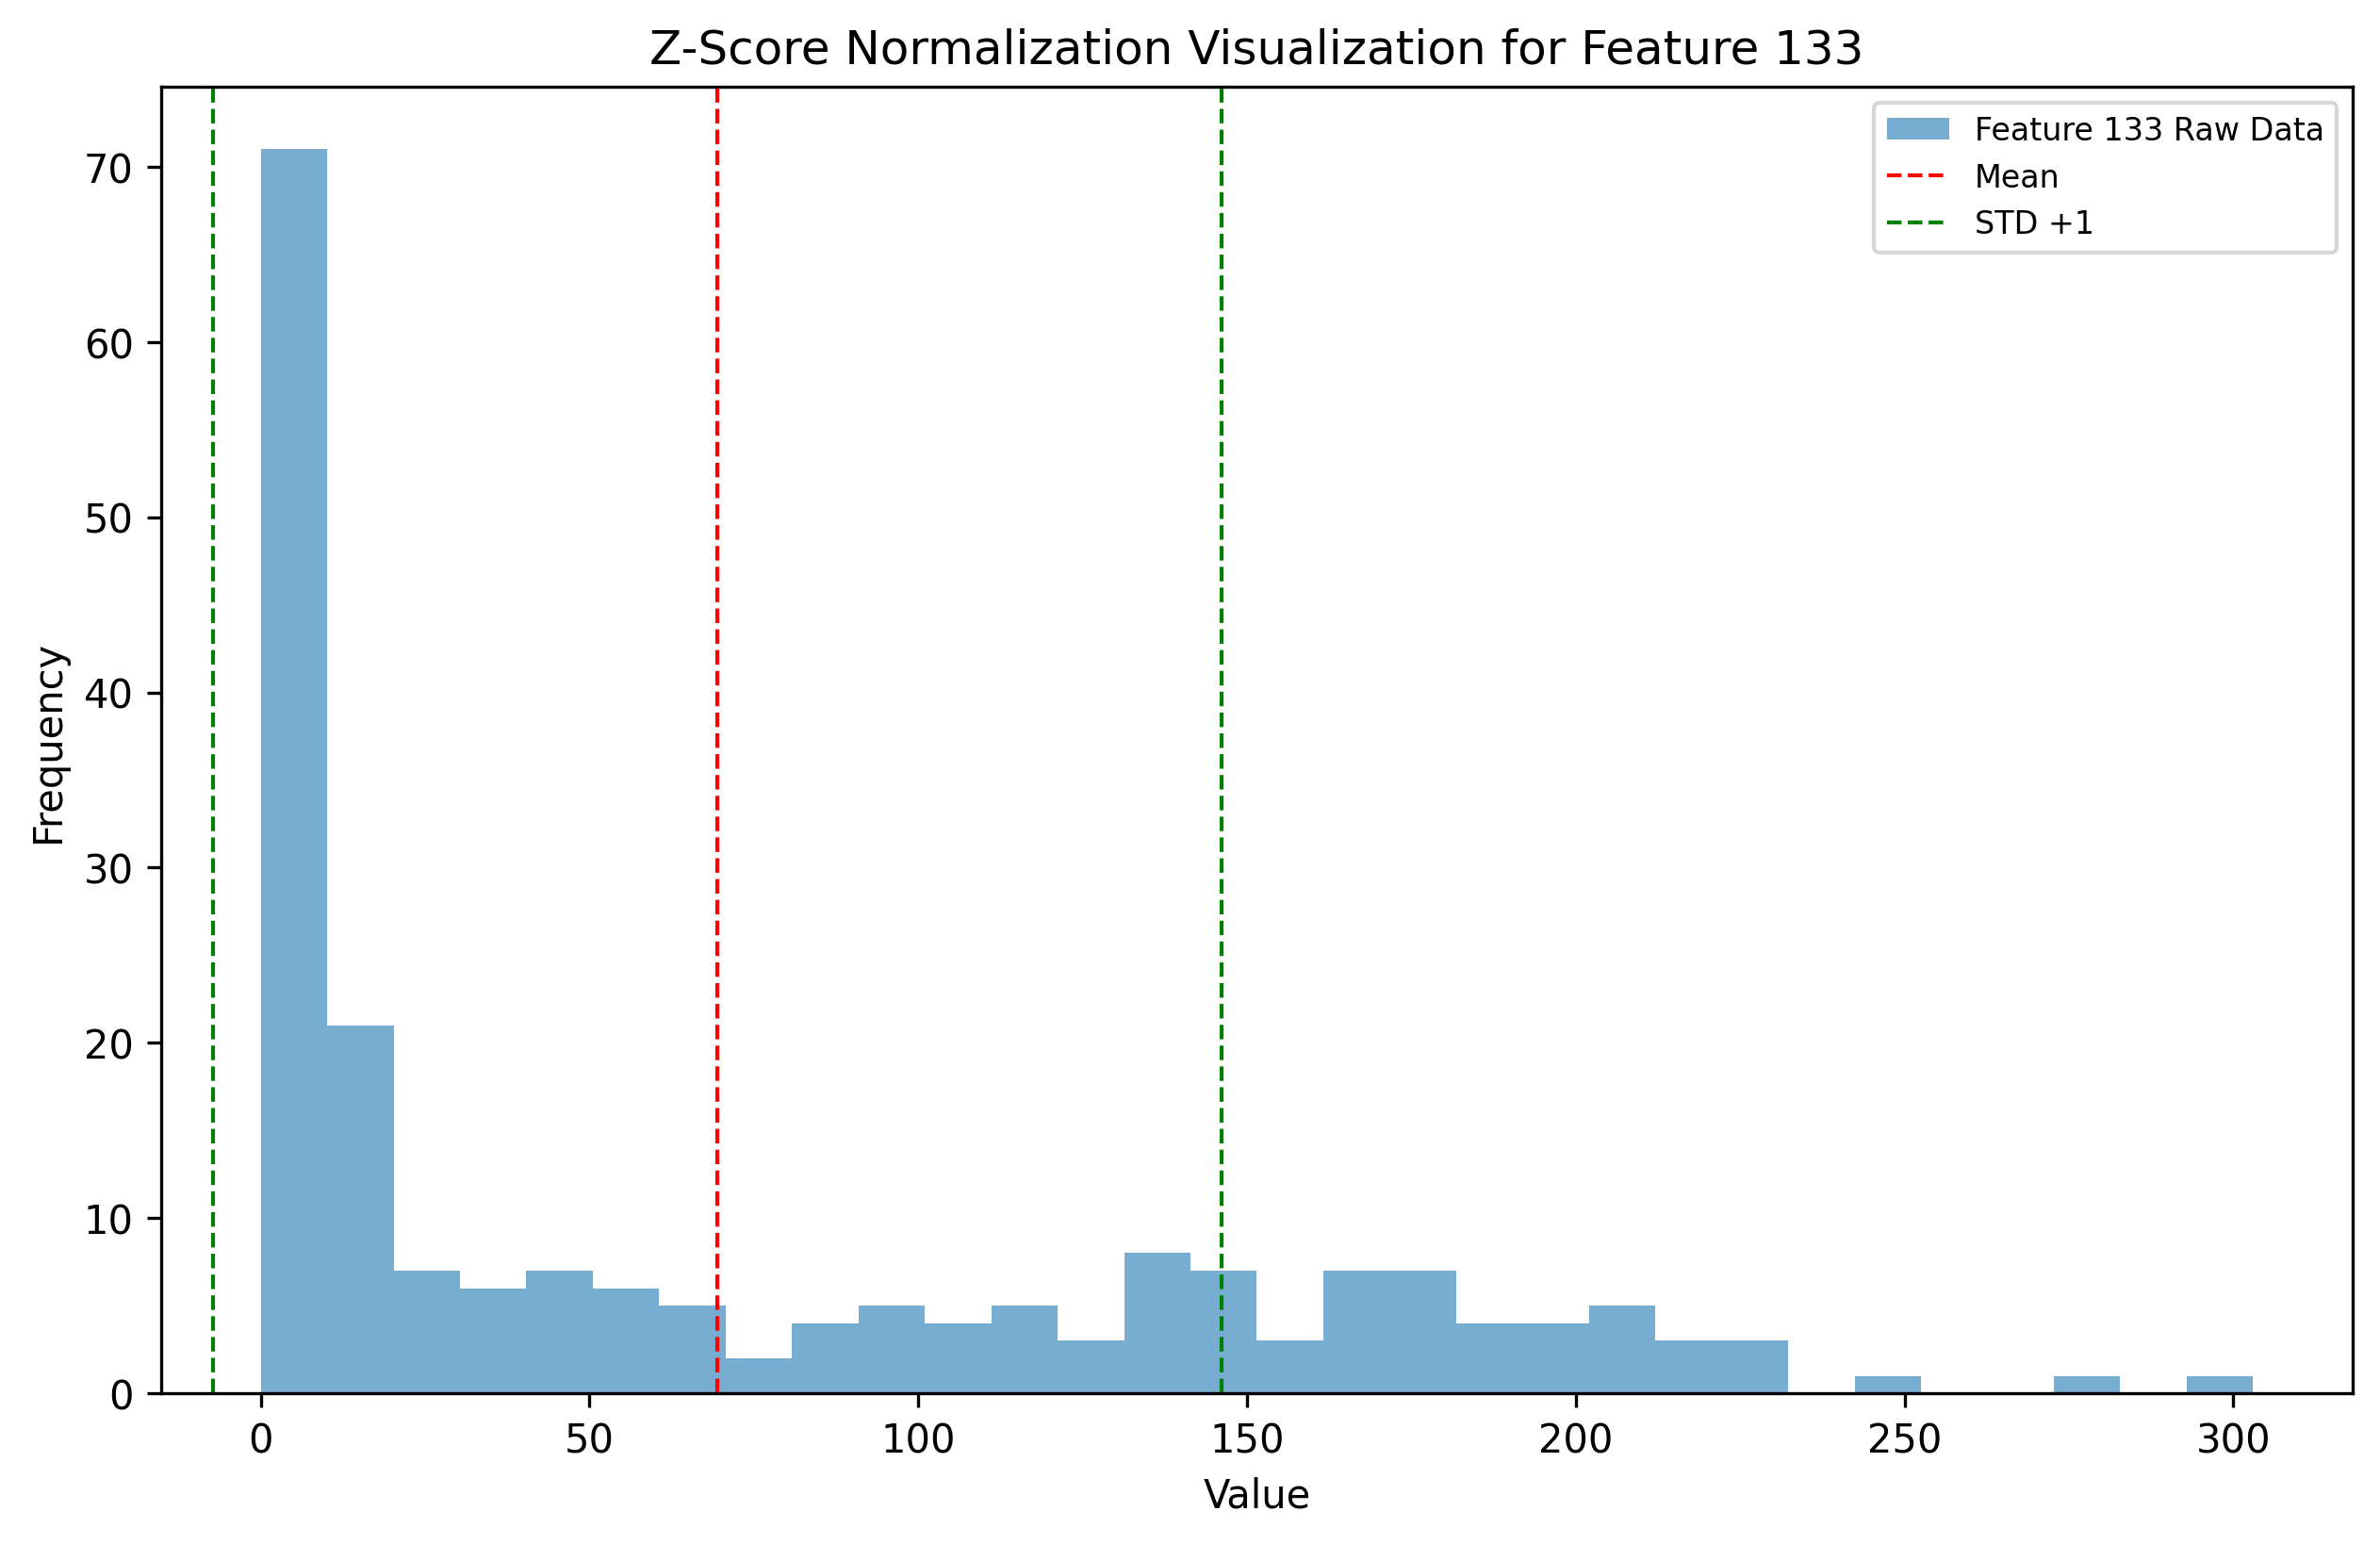 Z-Score Normalization Visualization for Feature 133
Feature 133 Raw Data
Mean
STD +1
Frequency
70
60
50
40
30
20
10
0
0 50 100 150 200 250 300
Value